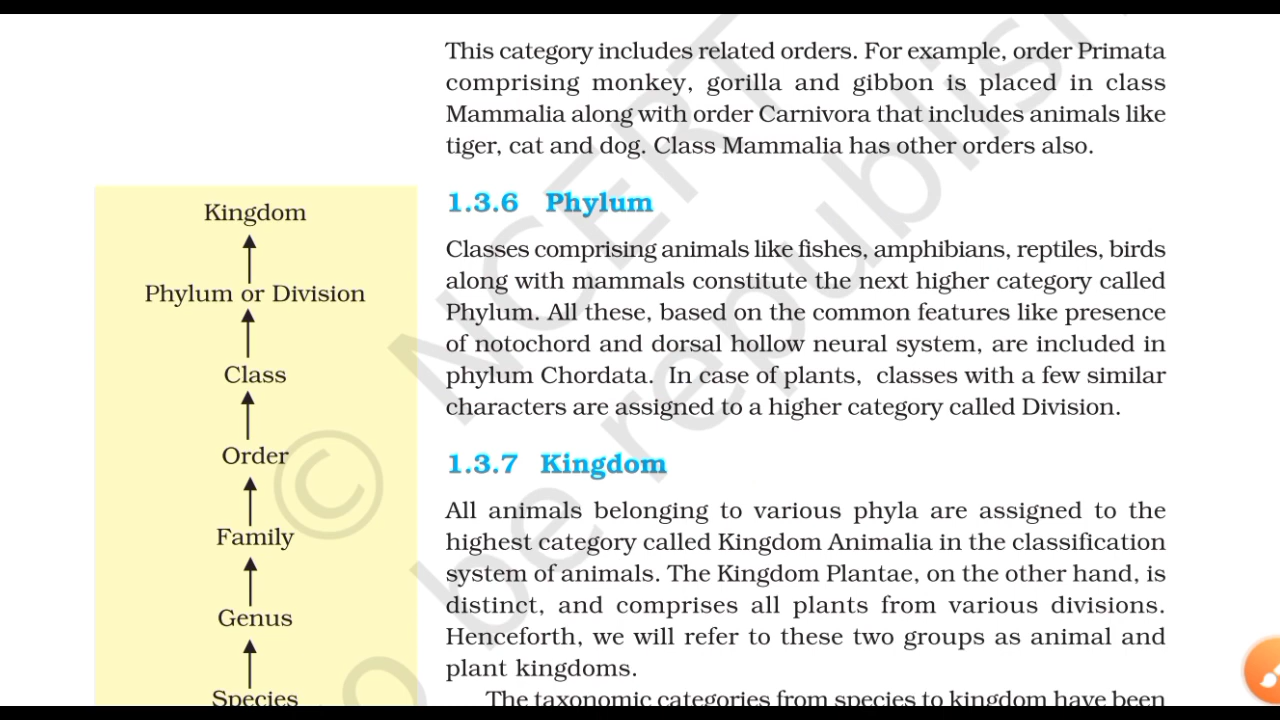 This category includes related orders. For example, order Primata
comprising monkey, gorilla and gibbon is placed in class
Mammalia along with order Carnivora that includes animals like
tiger, cat and dog. Class Mammalia has other orders also.
Kingdom
Phylum or Division
Class
Order
Family
Genus
Species
1.3.6 Phylum
Classes comprising animals like fishes, amphibians, reptiles, birds
along with mammals constitute the next higher category called
Phylum. All these, based on the common features like presence
of notochord and dorsal hollow neural system, are included in
phylum Chordata. In case of plants, classes with a few similar
characters are assigned to a higher category called Division.
1.3.7 Kingdom
All animals belonging to various phyla are assigned to the
highest category called Kingdom Animalia in the classification
system of animals. The Kingdom Plantae, on the other hand, is
distinct, and comprises all plants from various divisions.
Henceforth, we will refer to these two groups as animal and
plant kingdoms.
The taxonomic categories from species to kingdom have been
© NCERT
be republish